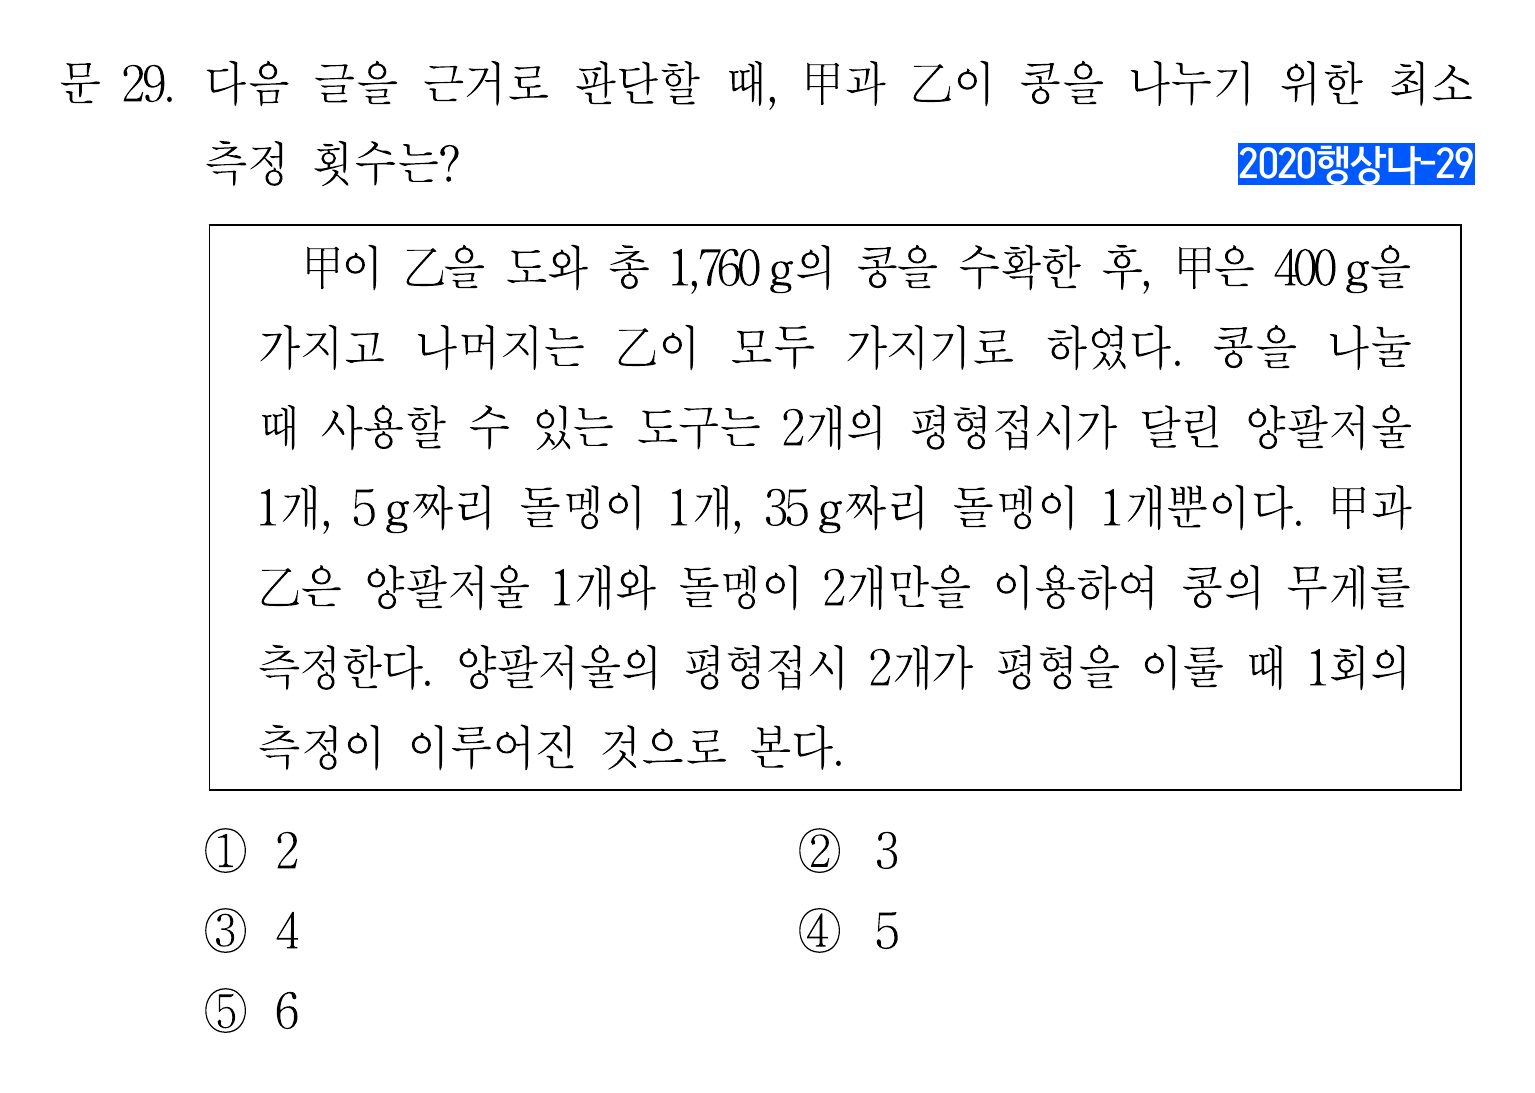 문 29. 다음 글을 근거로 판단할 때, 甲과 乙이 콩을 나누기 위한 최소
측정 횟수는?
2020행상나-29
甲이 乙을 도와 총 1,760 g의 콩을 수확한 후, 甲은 400 g을
가지고 나머지는 乙이 모두 가지기로 하였다. 콩을 나눌
때 사용할 수 있는 도구는 2개의 평형접시가 달린 양팔저울
1개, 5 g짜리 돌멩이 1개, 35 g짜리 돌멩이 1개뿐이다. 甲과
乙은 양팔저울 1개와 돌멩이 2개만을 이용하여 콩의 무게를
측정한다. 양팔저울의 평형접시 2개가 평형을 이룰 때 1회의
측정이 이루어진 것으로 본다.
① 2 ② 3
③ 4 ④ 5
⑤ 6